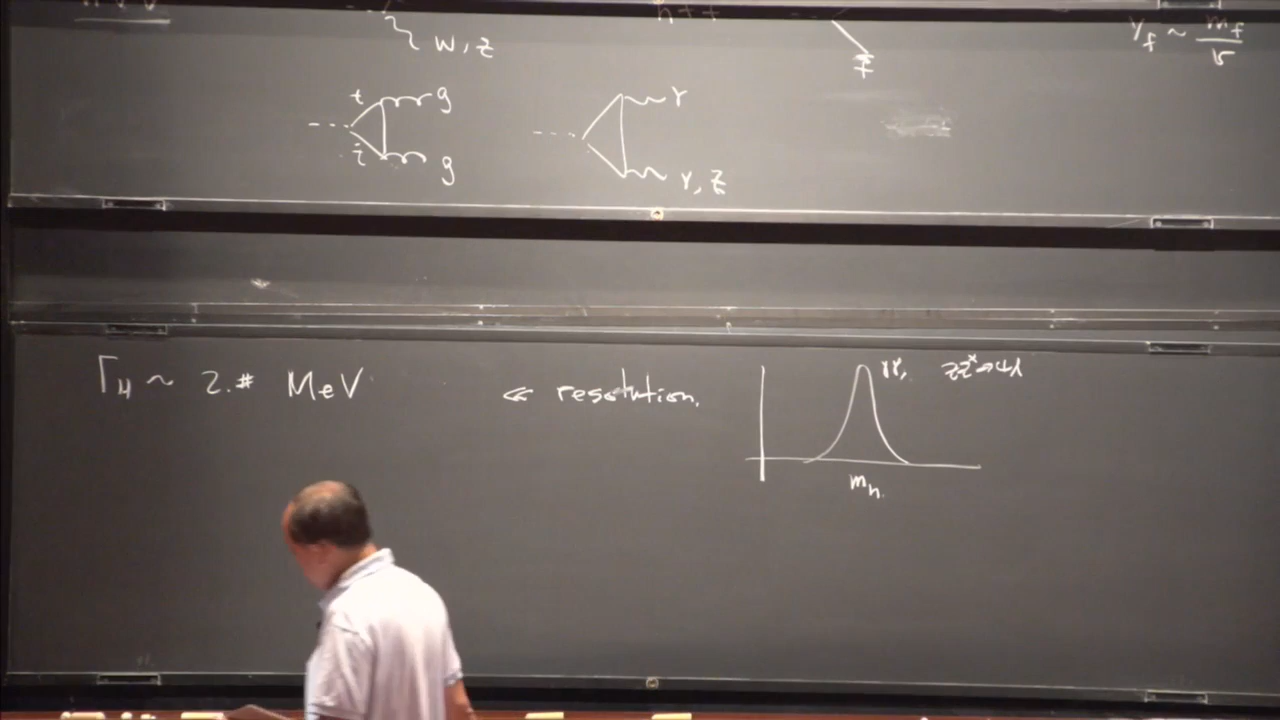 W, Z
f
y_f ~ m_f / v
t g
t̄ g
γ
γ, Z
Γ_H ~ 2.# MeV ≪ resolution.
γγ, ZZ* → 4l
m_h.